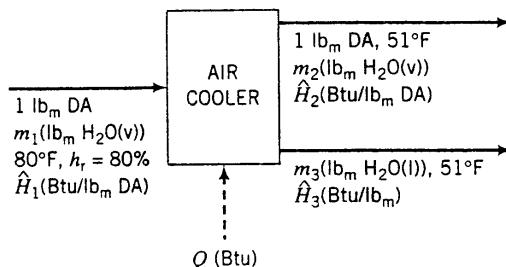 1 lbm DA
m1(lbm H2O(v))
80°F, hr = 80%
Ĥ1(Btu/lbm DA)
AIR
COOLER
1 lbm DA, 51°F
m2(lbm H2O(v))
Ĥ2(Btu/lbm DA)
m3(lbm H2O(l)), 51°F
Ĥ3(Btu/lbm)
Q (Btu)